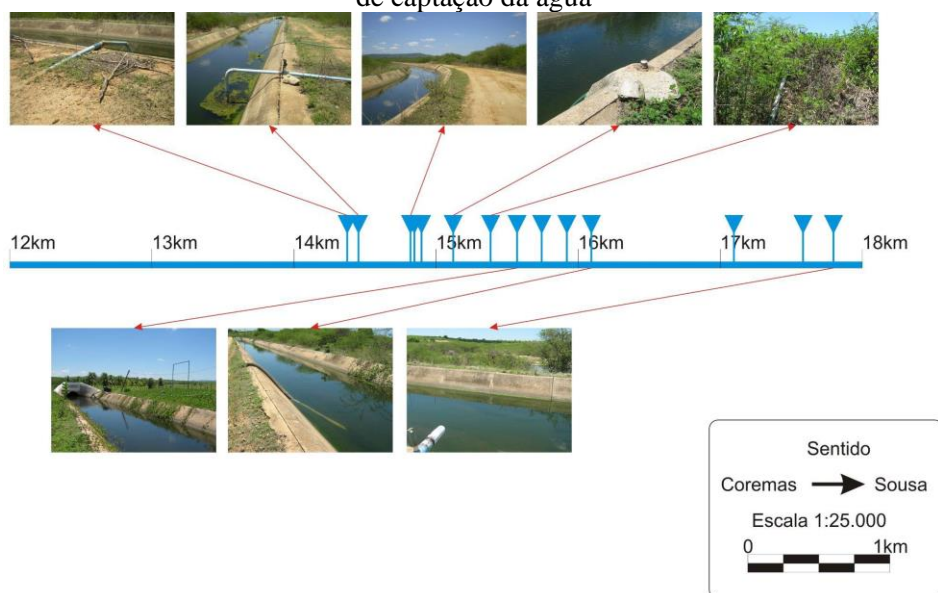 de captação da água
12km 13km 14km 15km 16km 17km 18km
Sentido
Coremas Sousa
Escala 1:25.000
0 1km